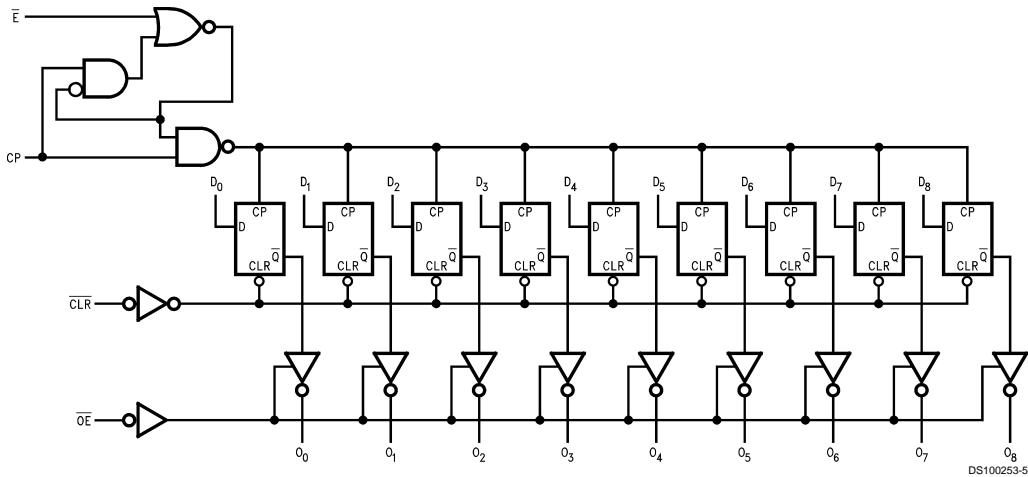 E̅
CP
D₀ D₁ D₂ D₃ D₄ D₅ D₆ D₇ D₈
CP CP CP CP CP CP CP CP CP
D D D D D D D D D
Q̅ Q̅ Q̅ Q̅ Q̅ Q̅ Q̅ Q̅ Q̅
CLR CLR CLR CLR CLR CLR CLR CLR CLR
C̅L̅R̅
O̅E̅
O₀ O₁ O₂ O₃ O₄ O₅ O₆ O₇ O₈
DS100253-5